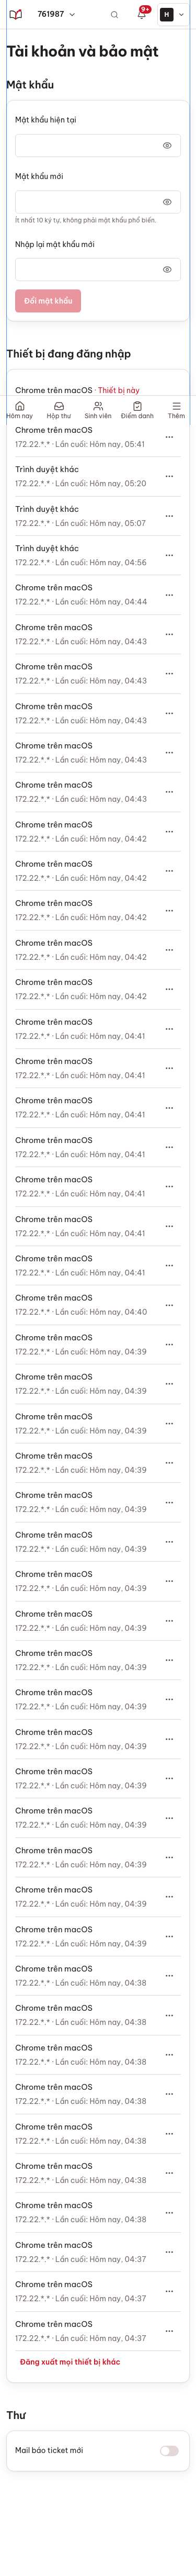 761987
9+
H
Tài khoản và bảo mật
Mật khẩu
Mật khẩu hiện tại
Mật khẩu mới
Ít nhất 10 ký tự, không phải mật khẩu phổ biến.
Nhập lại mật khẩu mới
Đổi mật khẩu
Thiết bị đang đăng nhập
Chrome trên macOS · Thiết bị này
Hôm nay
Hộp thư
Sinh viên
Điểm danh
Thêm
Chrome trên macOS
172.22.*.* · Lần cuối: Hôm nay, 05:41
Trình duyệt khác
172.22.*.* · Lần cuối: Hôm nay, 05:20
Trình duyệt khác
172.22.*.* · Lần cuối: Hôm nay, 05:07
Trình duyệt khác
172.22.*.* · Lần cuối: Hôm nay, 04:56
Chrome trên macOS
172.22.*.* · Lần cuối: Hôm nay, 04:44
Chrome trên macOS
172.22.*.* · Lần cuối: Hôm nay, 04:43
Chrome trên macOS
172.22.*.* · Lần cuối: Hôm nay, 04:43
Chrome trên macOS
172.22.*.* · Lần cuối: Hôm nay, 04:43
Chrome trên macOS
172.22.*.* · Lần cuối: Hôm nay, 04:43
Chrome trên macOS
172.22.*.* · Lần cuối: Hôm nay, 04:43
Chrome trên macOS
172.22.*.* · Lần cuối: Hôm nay, 04:42
Chrome trên macOS
172.22.*.* · Lần cuối: Hôm nay, 04:42
Chrome trên macOS
172.22.*.* · Lần cuối: Hôm nay, 04:42
Chrome trên macOS
172.22.*.* · Lần cuối: Hôm nay, 04:42
Chrome trên macOS
172.22.*.* · Lần cuối: Hôm nay, 04:42
Chrome trên macOS
172.22.*.* · Lần cuối: Hôm nay, 04:41
Chrome trên macOS
172.22.*.* · Lần cuối: Hôm nay, 04:41
Chrome trên macOS
172.22.*.* · Lần cuối: Hôm nay, 04:41
Chrome trên macOS
172.22.*.* · Lần cuối: Hôm nay, 04:41
Chrome trên macOS
172.22.*.* · Lần cuối: Hôm nay, 04:41
Chrome trên macOS
172.22.*.* · Lần cuối: Hôm nay, 04:41
Chrome trên macOS
172.22.*.* · Lần cuối: Hôm nay, 04:41
Chrome trên macOS
172.22.*.* · Lần cuối: Hôm nay, 04:40
Chrome trên macOS
172.22.*.* · Lần cuối: Hôm nay, 04:39
Chrome trên macOS
172.22.*.* · Lần cuối: Hôm nay, 04:39
Chrome trên macOS
172.22.*.* · Lần cuối: Hôm nay, 04:39
Chrome trên macOS
172.22.*.* · Lần cuối: Hôm nay, 04:39
Chrome trên macOS
172.22.*.* · Lần cuối: Hôm nay, 04:39
Chrome trên macOS
172.22.*.* · Lần cuối: Hôm nay, 04:39
Chrome trên macOS
172.22.*.* · Lần cuối: Hôm nay, 04:39
Chrome trên macOS
172.22.*.* · Lần cuối: Hôm nay, 04:39
Chrome trên macOS
172.22.*.* · Lần cuối: Hôm nay, 04:39
Chrome trên macOS
172.22.*.* · Lần cuối: Hôm nay, 04:39
Chrome trên macOS
172.22.*.* · Lần cuối: Hôm nay, 04:39
Chrome trên macOS
172.22.*.* · Lần cuối: Hôm nay, 04:39
Chrome trên macOS
172.22.*.* · Lần cuối: Hôm nay, 04:39
Chrome trên macOS
172.22.*.* · Lần cuối: Hôm nay, 04:39
Chrome trên macOS
172.22.*.* · Lần cuối: Hôm nay, 04:39
Chrome trên macOS
172.22.*.* · Lần cuối: Hôm nay, 04:39
Chrome trên macOS
172.22.*.* · Lần cuối: Hôm nay, 04:38
Chrome trên macOS
172.22.*.* · Lần cuối: Hôm nay, 04:38
Chrome trên macOS
172.22.*.* · Lần cuối: Hôm nay, 04:38
Chrome trên macOS
172.22.*.* · Lần cuối: Hôm nay, 04:38
Chrome trên macOS
172.22.*.* · Lần cuối: Hôm nay, 04:38
Chrome trên macOS
172.22.*.* · Lần cuối: Hôm nay, 04:38
Chrome trên macOS
172.22.*.* · Lần cuối: Hôm nay, 04:38
Chrome trên macOS
172.22.*.* · Lần cuối: Hôm nay, 04:37
Chrome trên macOS
172.22.*.* · Lần cuối: Hôm nay, 04:37
Chrome trên macOS
172.22.*.* · Lần cuối: Hôm nay, 04:37
Đăng xuất mọi thiết bị khác
Thư
Mail báo ticket mới